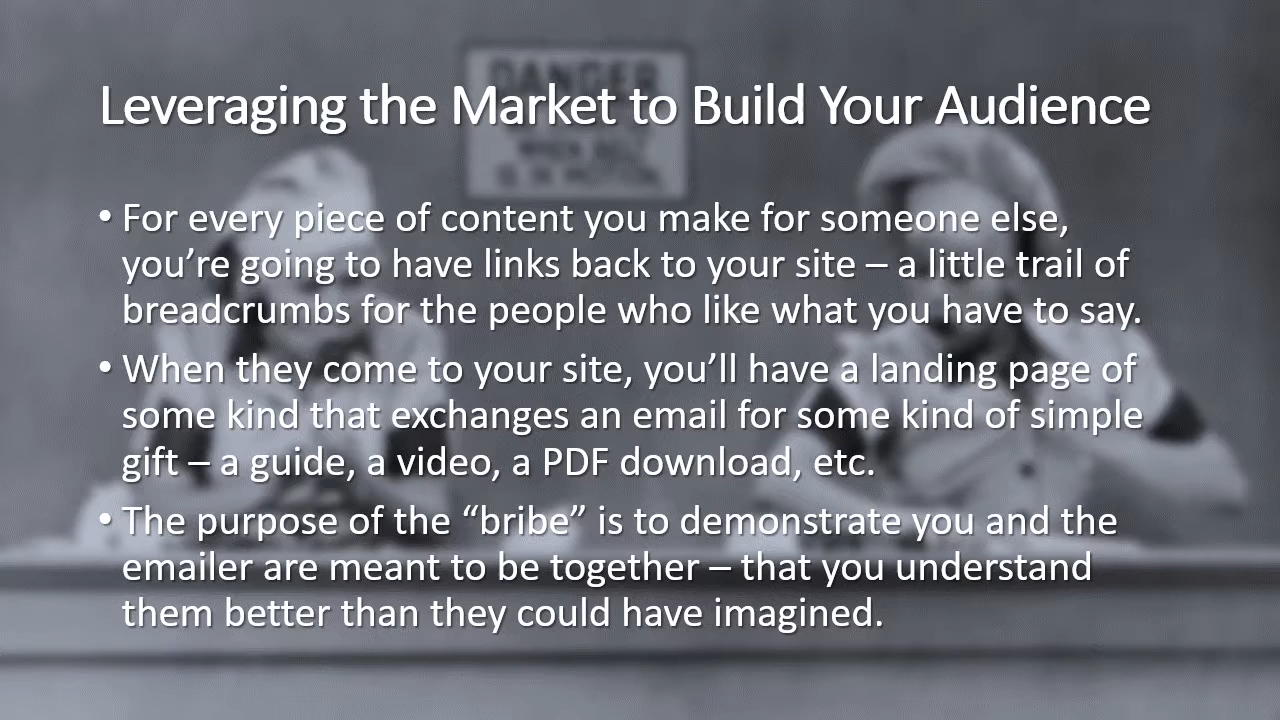 DANGER
Leveraging the Market to Build Your Audience
• For every piece of content you make for someone else,
you’re going to have links back to your site – a little trail of
breadcrumbs for the people who like what you have to say.
• When they come to your site, you’ll have a landing page of
some kind that exchanges an email for some kind of simple
gift – a guide, a video, a PDF download, etc.
• The purpose of the “bribe” is to demonstrate you and the
emailer are meant to be together – that you understand
them better than they could have imagined.